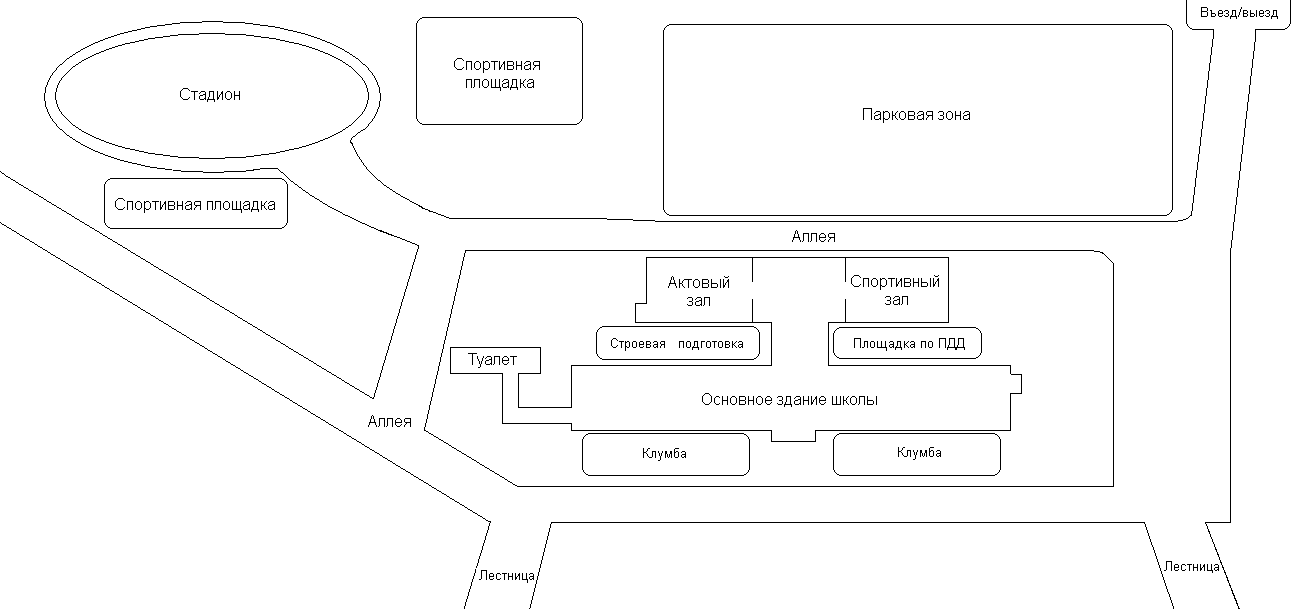 Въезд/выезд
Спортивная
площадка
Стадион
Парковая зона
Спортивная площадка
Аллея
Актовый
зал
Спортивный
зал
Строевая подготовка
Площадка по ПДД
Туалет
Основное здание школы
Аллея
Клумба
Клумба
Лестница
Лестница